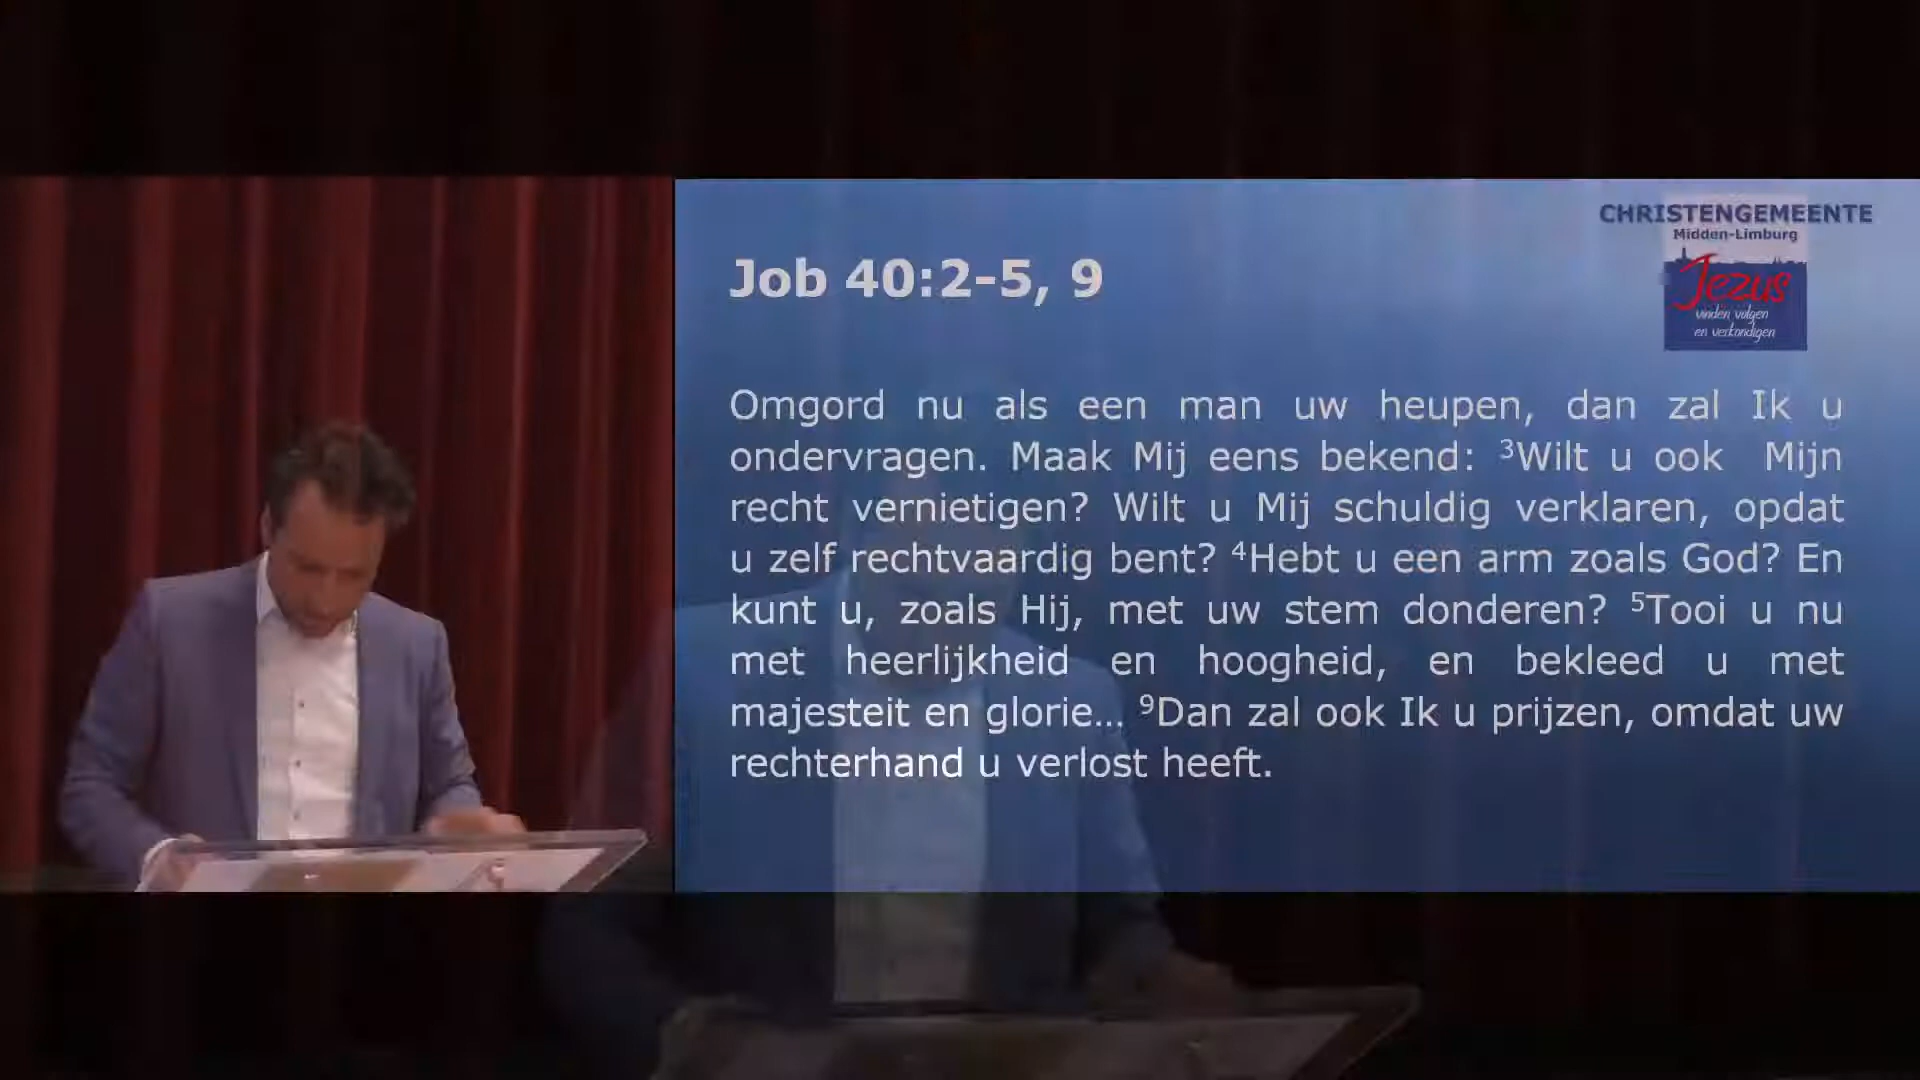 CHRISTENGEMEENTE
Midden-Limburg
Jezus
vinden volgen
en verkondigen
Job 40:2-5, 9
Omgord nu als een man uw heupen, dan zal Ik u
ondervragen. Maak Mij eens bekend: ³Wilt u ook Mijn
recht vernietigen? Wilt u Mij schuldig verklaren, opdat
u zelf rechtvaardig bent? ⁴Hebt u een arm zoals God? En
kunt u, zoals Hij, met uw stem donderen? ⁵Tooi u nu
met heerlijkheid en hoogheid, en bekleed u met
majesteit en glorie... ⁹Dan zal ook Ik u prijzen, omdat uw
rechterhand u verlost heeft.